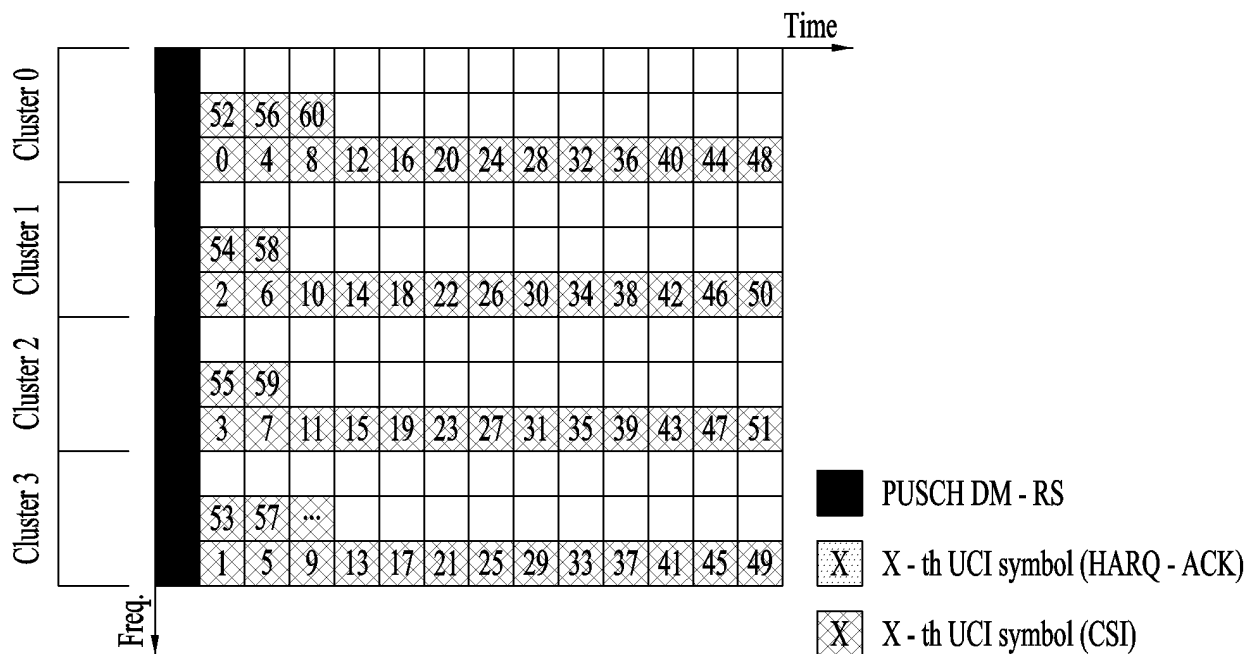 Time
Cluster 0
52 56 60
0 4 8 12 16 20 24 28 32 36 40 44 48
Cluster 1
54 58
2 6 10 14 18 22 26 30 34 38 42 46 50
Cluster 2
55 59
3 7 11 15 19 23 27 31 35 39 43 47 51
Cluster 3
53 57 ...
1 5 9 13 17 21 25 29 33 37 41 45 49
Freq.
PUSCH DM - RS
X X - th UCI symbol (HARQ - ACK)
X X - th UCI symbol (CSI)